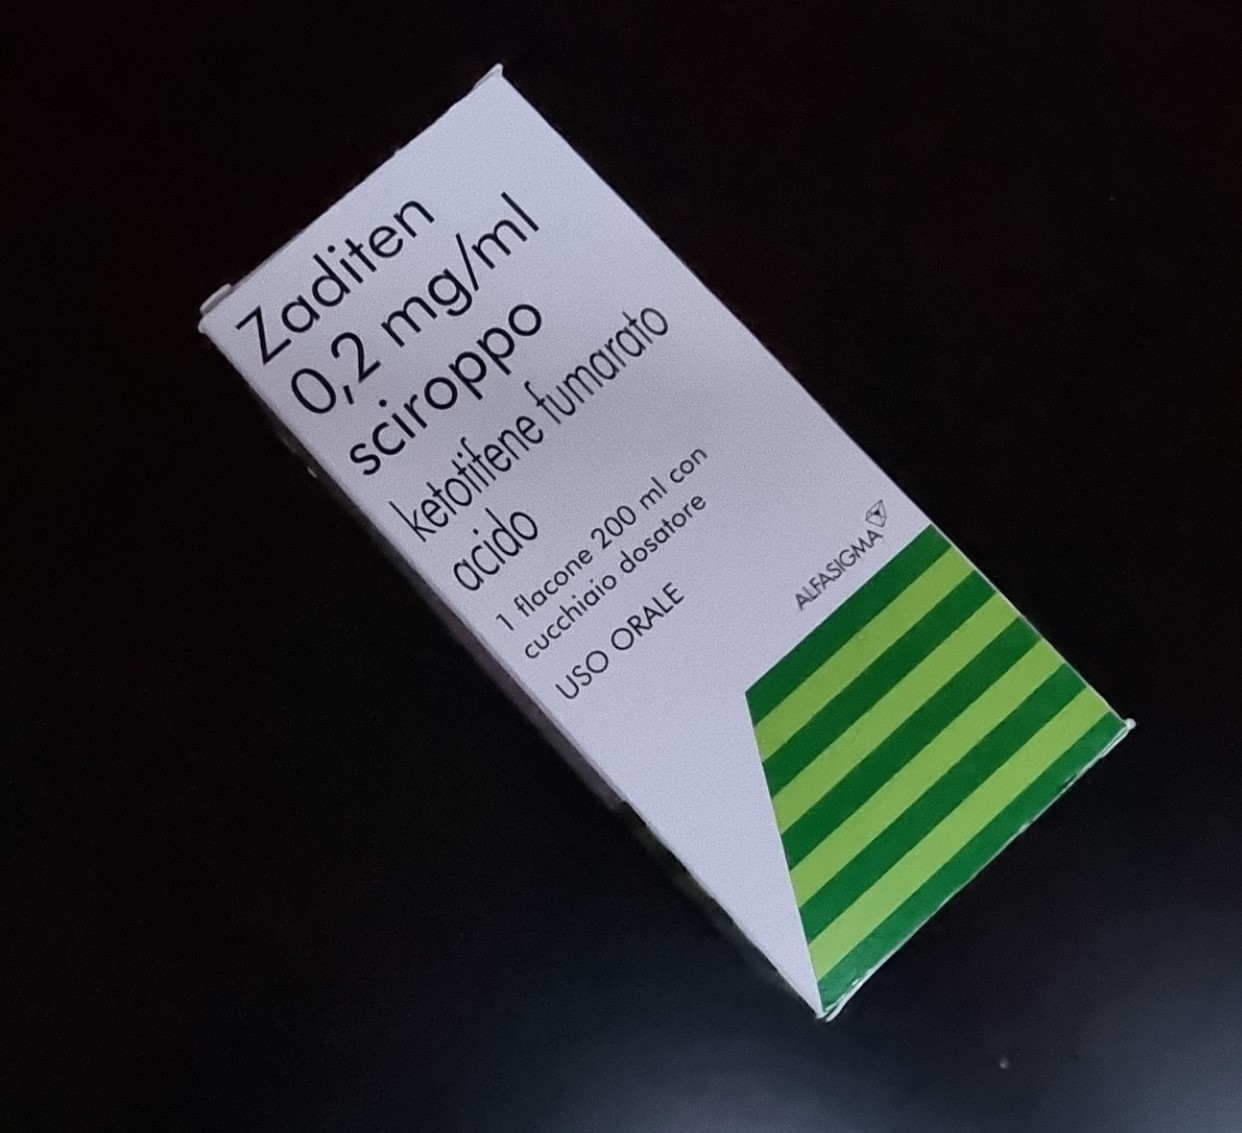 Zaditen
0,2 mg/ml
sciroppo
ketotifene fumarato
acido
1 flacone 200 ml con
cucchiaio dosatore
USO ORALE
ALFASIGMA